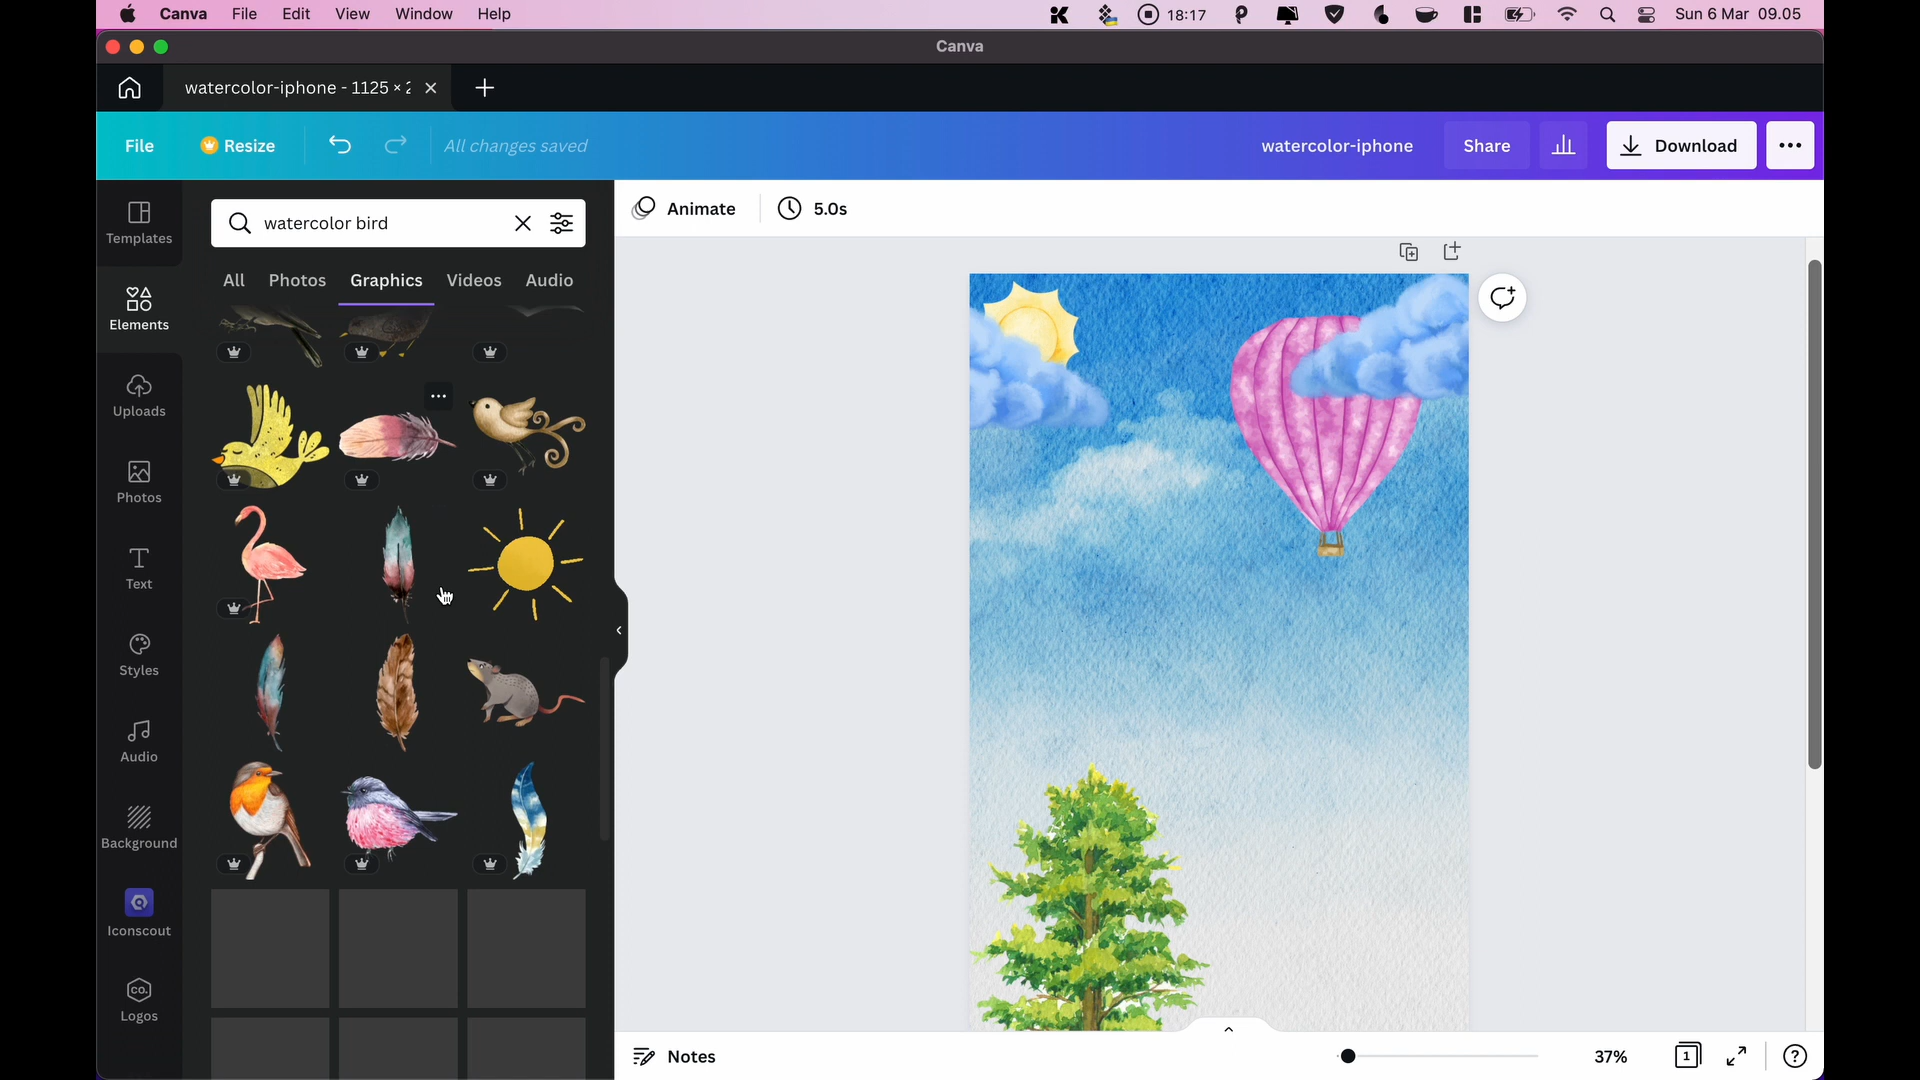 Canva File Edit View Window Help 18:17 Sun 6 Mar 09.05
Canva
watercolor-iphone - 1125 ×
File Resize All changes saved watercolor-iphone Share Download
Templates
Elements
Uploads
Photos
Text
Styles
Audio
Background
Iconscout
CO.
Logos
watercolor bird
All Photos Graphics Videos Audio
Animate 5.0s
Notes 37% 1